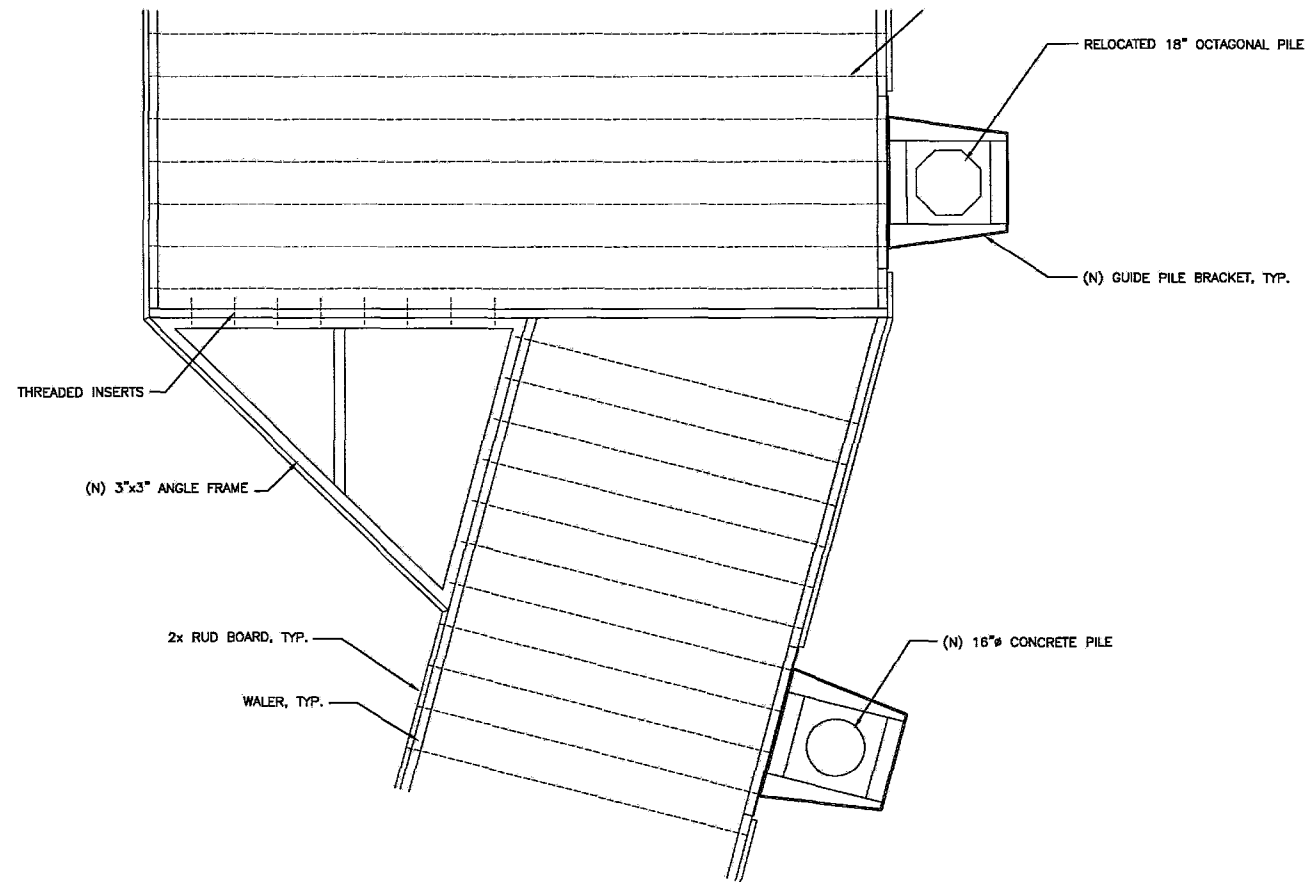 RELOCATED 18" OCTAGONAL PILE
(N) GUIDE PILE BRACKET, TYP.
THREADED INSERTS
(N) 3"x3" ANGLE FRAME
2x RUD BOARD, TYP.
(N) 16"ø CONCRETE PILE
WALER, TYP.